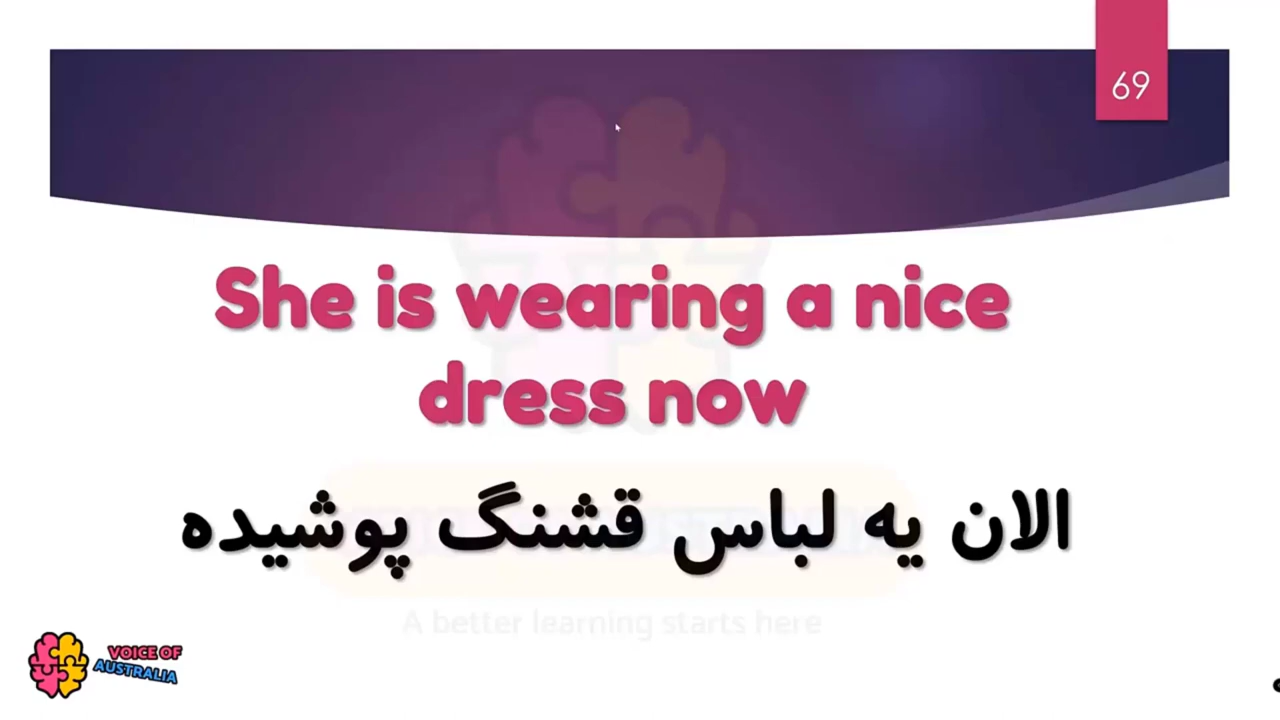 69
She is wearing a nice
dress now
الان یه لباس قشنگ پوشیده
A better learning starts here
VOICE OF
AUSTRALIA